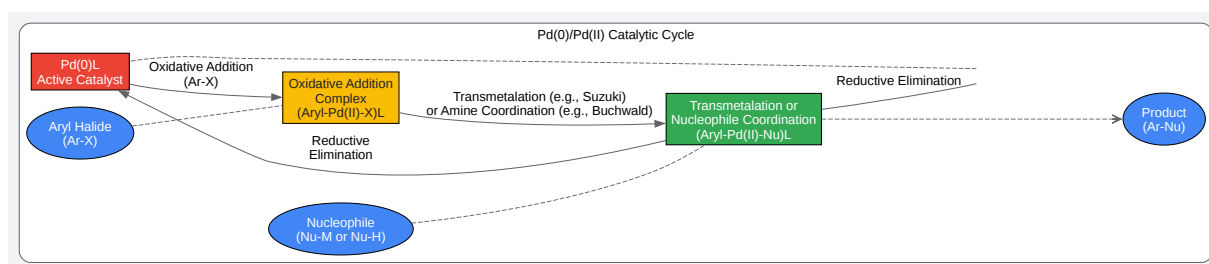 Pd(0)/Pd(II) Catalytic Cycle
Pd(0)L
Active Catalyst
Oxidative Addition
(Ar-X)
Oxidative Addition
Complex
(Aryl-Pd(II)-X)L
Transmetalation (e.g., Suzuki)
or Amine Coordination (e.g., Buchwald)
Transmetalation or
Nucleophile Coordination
(Aryl-Pd(II)-Nu)L
Reductive Elimination
Product
(Ar-Nu)
Aryl Halide
(Ar-X)
Reductive
Elimination
Nucleophile
(Nu-M or Nu-H)